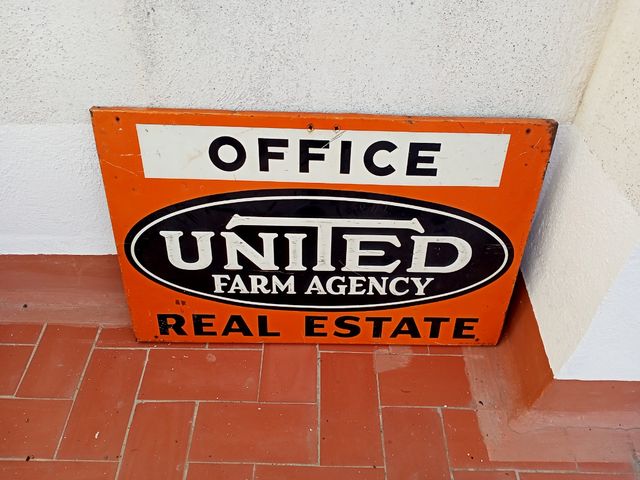 OFFICE
UNITED
FARM AGENCY
REAL ESTATE